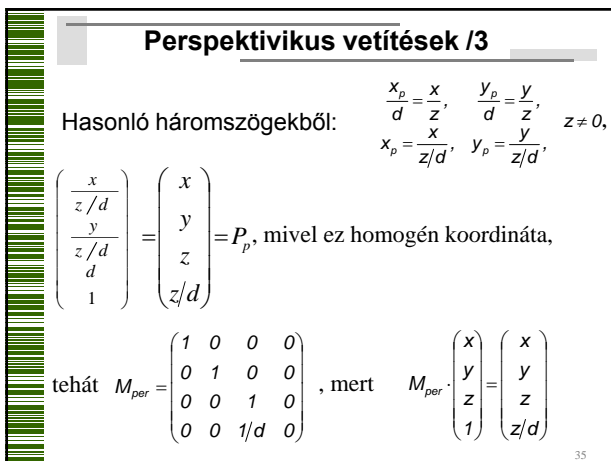 Perspektivikus vetítések /3
Hasonló háromszögekből:
x_p/d = x/z, y_p/d = y/z,
x_p = x/(z/d), y_p = y/(z/d), z ≠ 0,
(x/(z/d) y/(z/d) d 1) = (x y z z/d) = P_p, mivel ez homogén koordináta,
tehát M_per =
(1 0 0 0
0 1 0 0
0 0 1 0
0 0 1/d 0)
, mert M_per · (x y z 1) = (x y z z/d)
35